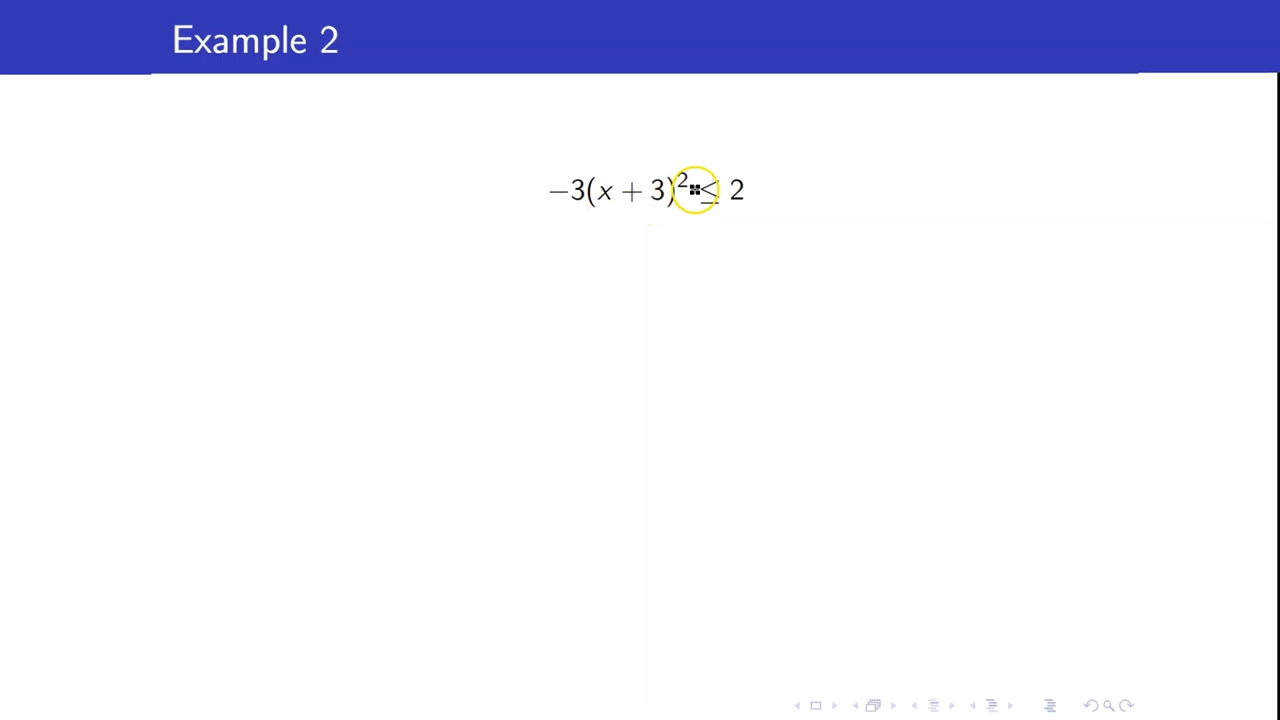 Example 2
−3(x + 3)² ≤ 2